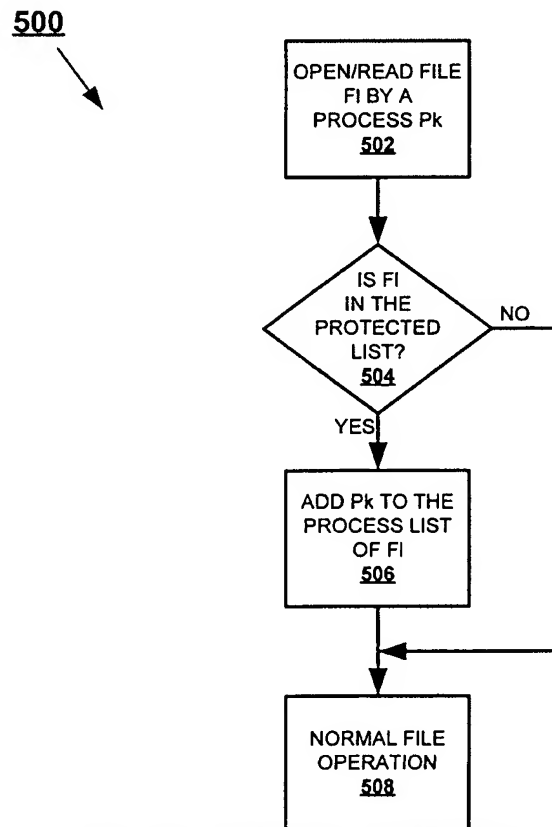 500
OPEN/READ FILE
FI BY A
PROCESS Pk
502
IS FI
IN THE
PROTECTED
LIST?
504
NO
YES
ADD Pk TO THE
PROCESS LIST
OF FI
506
NORMAL FILE
OPERATION
508